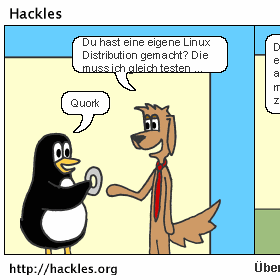 Hackles
Du hast eine eigene Linux
Distribution gemacht? Die
muss ich gleich testen ...
Quork
http://hackles.org